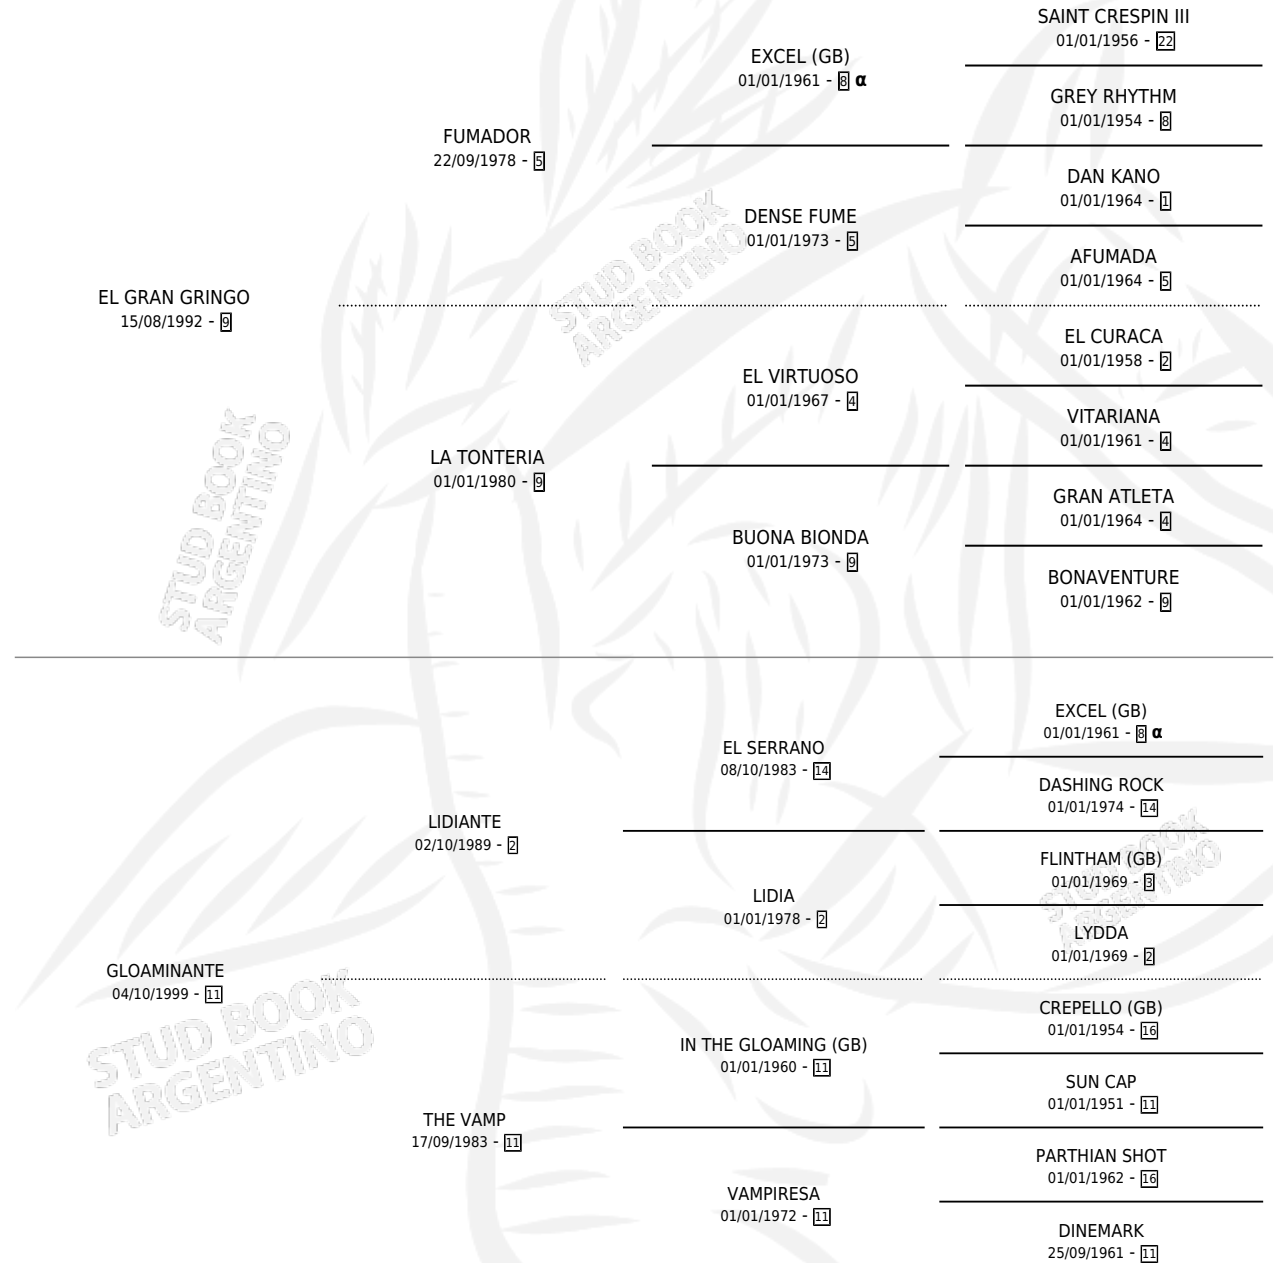 SAINT CRESPIN III
01/01/1956 - 22
EXCEL (GB)
01/01/1961 - 8 α
GREY RHYTHM
01/01/1954 - 8
FUMADOR
22/09/1978 - 5
DAN KANO
01/01/1964 - 1
DENSE FUME
01/01/1973 - 5
AFUMADA
01/01/1964 - 5
EL GRAN GRINGO
15/08/1992 - 9
EL CURACA
01/01/1958 - 2
EL VIRTUOSO
01/01/1967 - 4
VITARIANA
01/01/1961 - 4
LA TONTERIA
01/01/1980 - 9
GRAN ATLETA
01/01/1964 - 4
BUONA BIONDA
01/01/1973 - 9
BONAVENTURE
01/01/1962 - 9
EXCEL (GB)
01/01/1961 - 8 α
EL SERRANO
08/10/1983 - 14
DASHING ROCK
01/01/1974 - 14
LIDIANTE
02/10/1989 - 2
FLINTHAM (GB)
01/01/1969 - 3
LIDIA
01/01/1978 - 2
LYDDA
01/01/1969 - 2
GLOAMINANTE
04/10/1999 - 11
CREPELLO (GB)
01/01/1954 - 16
IN THE GLOAMING (GB)
01/01/1960 - 11
SUN CAP
01/01/1951 - 11
THE VAMP
17/09/1983 - 11
PARTHIAN SHOT
01/01/1962 - 16
VAMPIRESA
01/01/1972 - 11
DINEMARK
25/09/1961 - 11
STUD BOOK
ARGENTINO
STUD BOOK
ARGENTINO
STUD BOOK
ARGENTINO
STUD BOOK
ARGENTINO